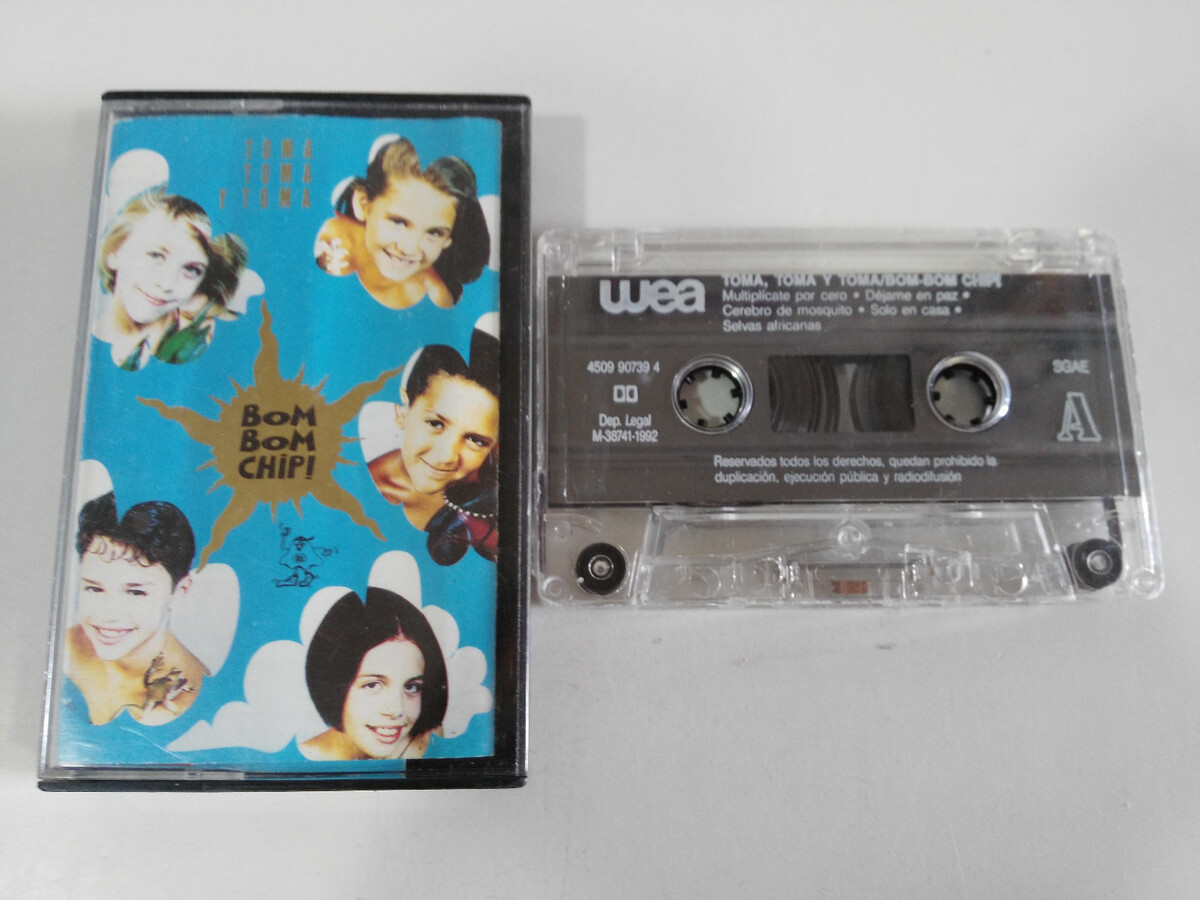 TOMA
TOMA
Y TOMA
BOM
BOM
CHiP!
wea
TOMA, TOMA Y TOMA/BOM-BOM CHIP!
Multiplícate por cero • Déjame en paz •
Cerebro de mosquito • Solo en casa •
Selvas africanas
4509 90739 4
SGAE
Dep. Legal
M-38741-1992
A
Reservados todos los derechos, quedan prohibido la
duplicación, ejecución pública y radiodifusión